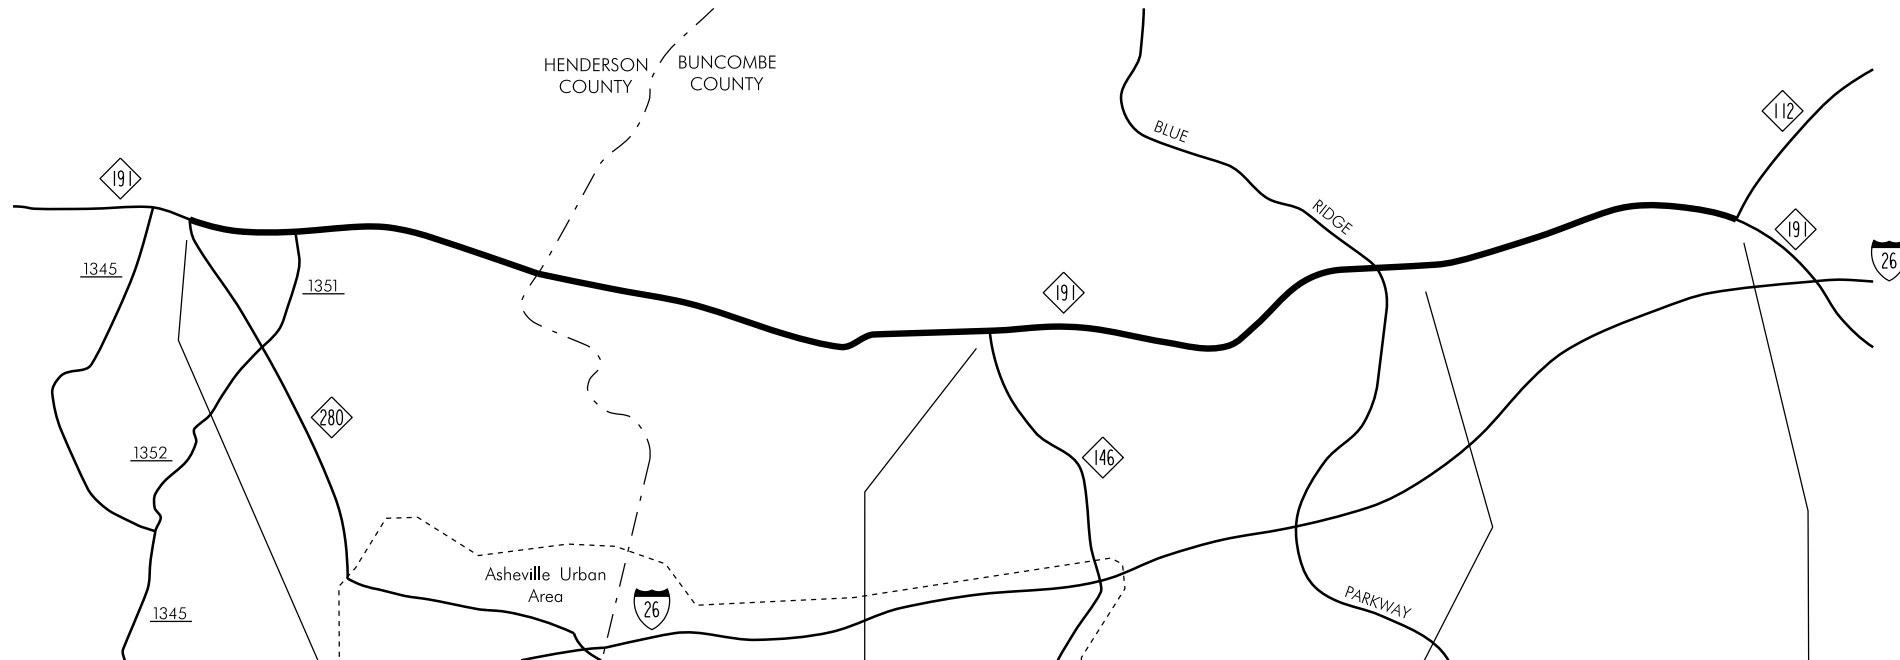 HENDERSON
COUNTY
BUNCOMBE
COUNTY
BLUE
112
191
RIDGE
191
26
1345
1351
191
280
146
1352
Asheville Urban
Area
26
PARKWAY
1345